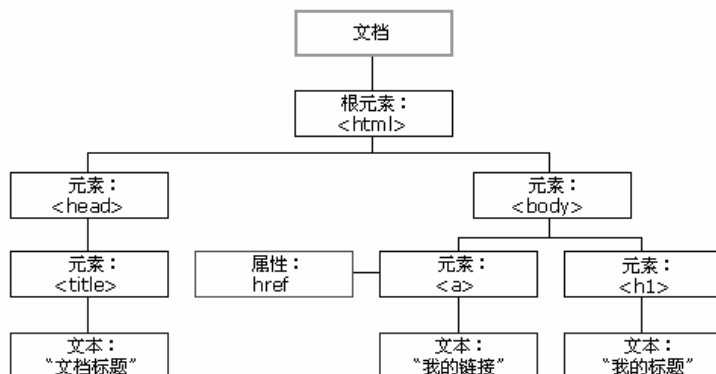 文档
根元素：
<html>
元素：
<head>
元素：
<body>
元素：
<title>
属性：
href
元素：
<a>
元素：
<h1>
文本：
“文档标题”
文本：
“我的链接”
文本：
“我的标题”